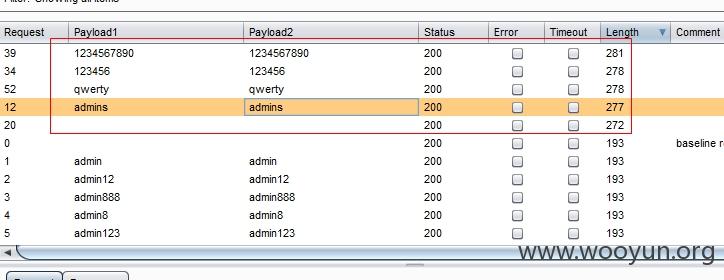 Filter: Showing all items
Request Payload1 Payload2 Status Error Timeout Length Comment
39 1234567890 1234567890 200 281
34 123456 123456 200 278
52 qwerty qwerty 200 278
12 admins admins 200 277
20 200 272
0 200 193 baseline r
1 admin admin 200 193
2 admin12 admin12 200 193
3 admin888 admin888 200 193
4 admin8 admin8 200 193
5 admin123 admin123 200 193
www.wooyun.org